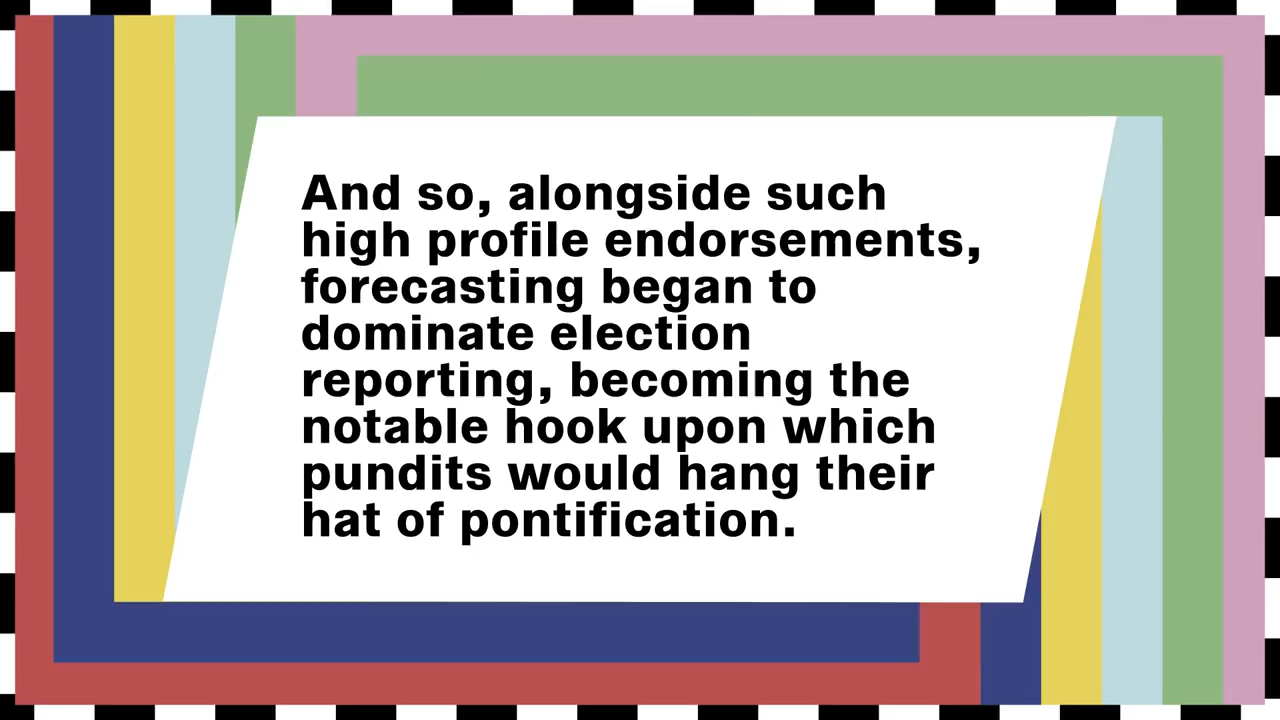 And so, alongside such
high profile endorsements,
forecasting began to
dominate election
reporting, becoming the
notable hook upon which
pundits would hang their
hat of pontification.